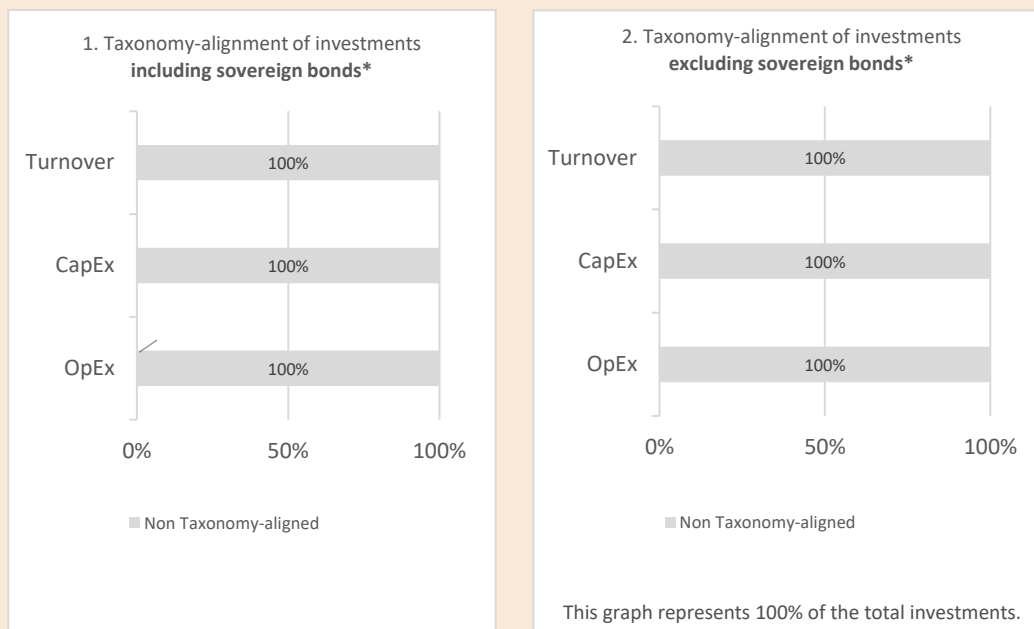 1. Taxonomy-alignment of investments
including sovereign bonds*
Turnover
100%
CapEx
100%
OpEx
100%
0%
50%
100%
Non Taxonomy-aligned
2. Taxonomy-alignment of investments
excluding sovereign bonds*
Turnover
100%
CapEx
100%
OpEx
100%
0%
50%
100%
Non Taxonomy-aligned
This graph represents 100% of the total investments.